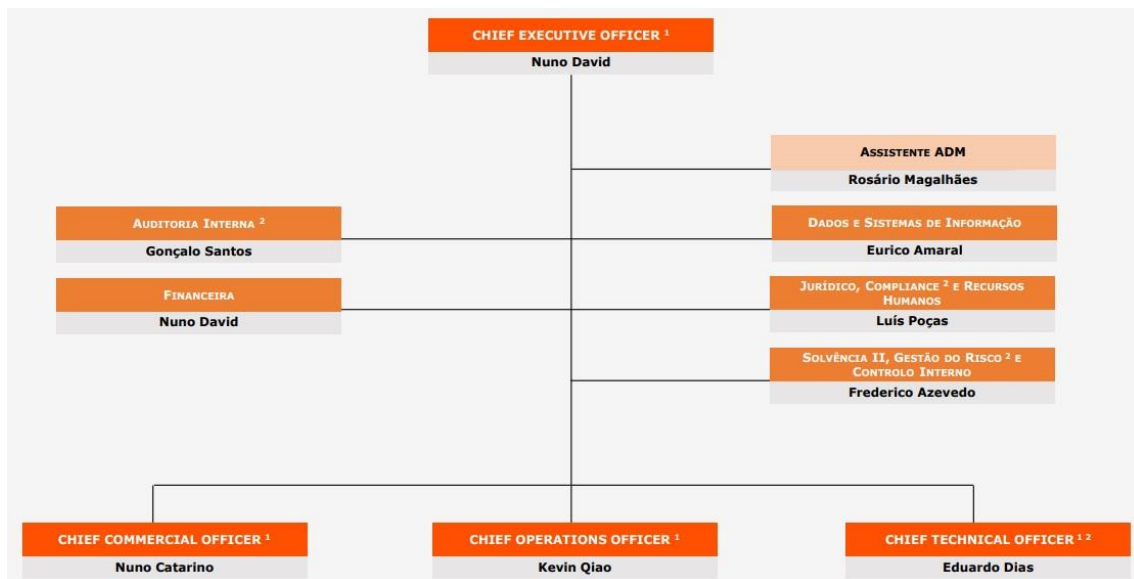 CHIEF EXECUTIVE OFFICER ¹
Nuno David
ASSISTENTE ADM
Rosário Magalhães
AUDITORIA INTERNA ²
Gonçalo Santos
DADOS E SISTEMAS DE INFORMAÇÃO
Eurico Amaral
FINANCEIRA
Nuno David
JURÍDICO, COMPLIANCE ² E RECURSOS
HUMANOS
Luís Poças
SOLVÊNCIA II, GESTÃO DO RISCO ² E
CONTROLO INTERNO
Frederico Azevedo
CHIEF COMMERCIAL OFFICER ¹
Nuno Catarino
CHIEF OPERATIONS OFFICER ¹
Kevin Qiao
CHIEF TECHNICAL OFFICER ¹ ²
Eduardo Dias